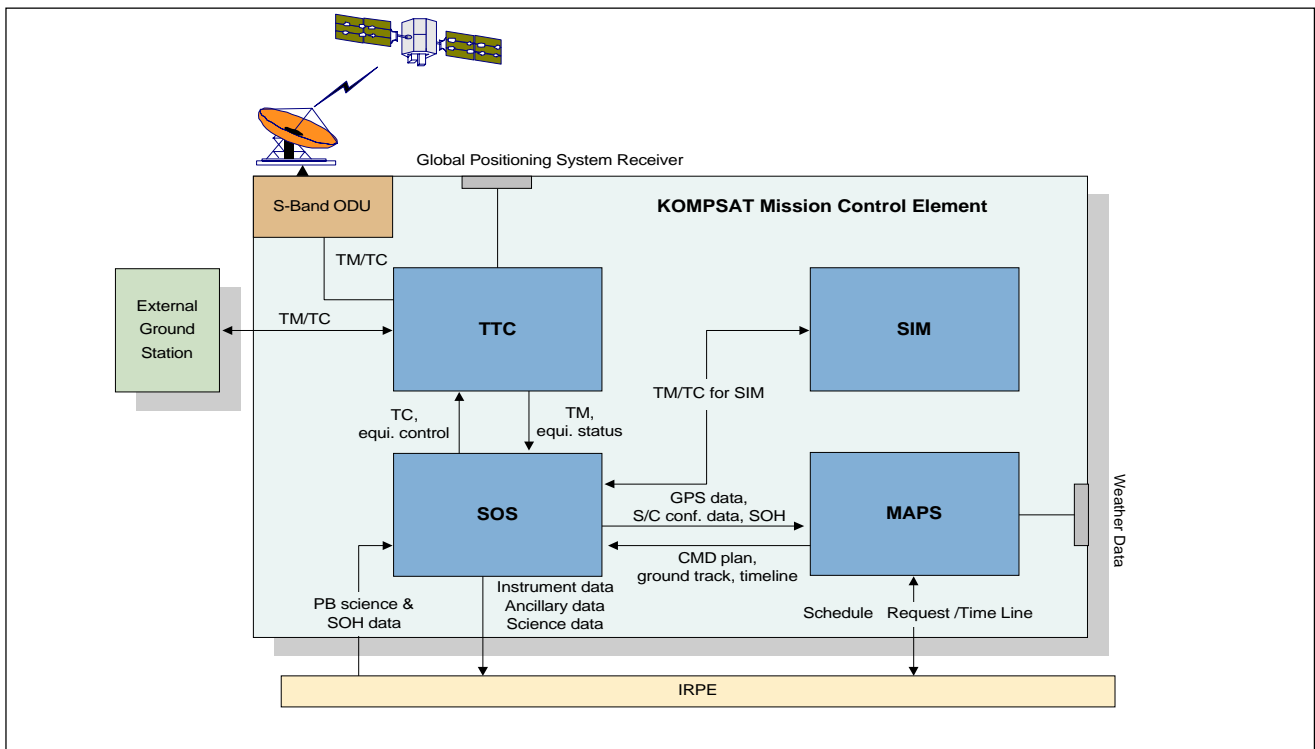 Global Positioning System Receiver
S-Band ODU
KOMPSAT Mission Control Element
TM/TC
External
Ground
Station
TM/TC
TTC
SIM
TM/TC for SIM
TC,
equi. control
TM,
equi. status
SOS
GPS data,
S/C conf. data, SOH
MAPS
Weather Data
CMD plan,
ground track, timeline
PB science &
SOH data
Instrument data
Ancillary data
Science data
Schedule Request /Time Line
IRPE